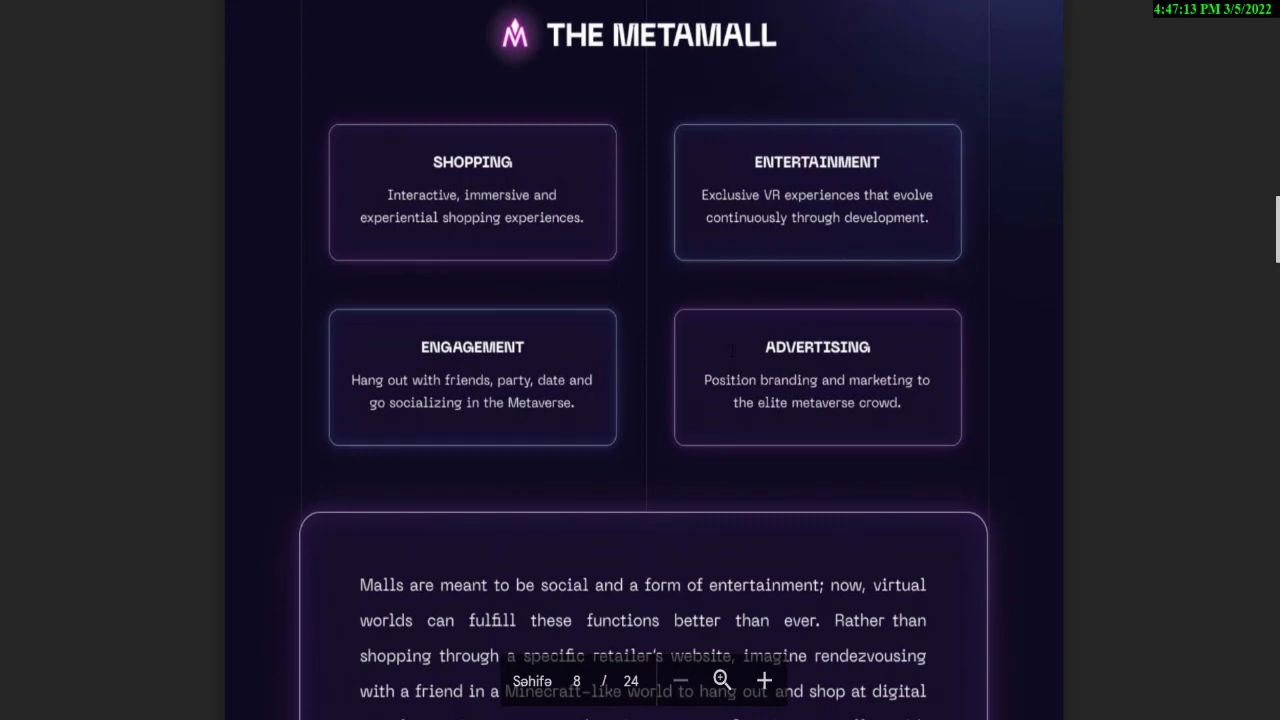 4:47:13 PM 3/5/2022
THE METAMALL
SHOPPING
Interactive, immersive and
experiential shopping experiences.
ENTERTAINMENT
Exclusive VR experiences that evolve
continuously through development.
ENGAGEMENT
Hang out with friends, party, date and
go socializing in the Metaverse.
ADVERTISING
Position branding and marketing to
the elite metaverse crowd.
Malls are meant to be social and a form of entertainment; now, virtual
worlds can fulfill these functions better than ever. Rather than
shopping through a specific retailer's website, imagine rendezvousing
with a friend in a Minecraft-like world to hang out and shop at digital
Səhifə 8 / 24